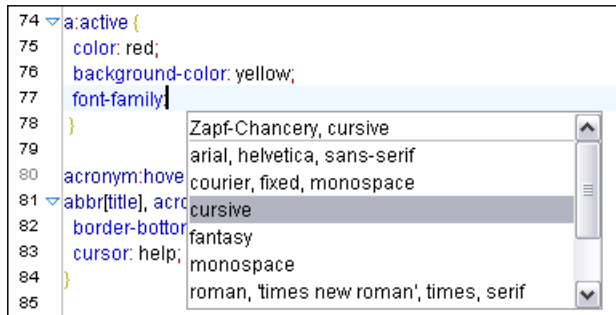 74 a:active {
75 color: red;
76 background-color: yellow;
77 font-family:
78 }
Zapf-Chancery, cursive
79
arial, helvetica, sans-serif
80 acronym:hove
courier, fixed, monospace
81 abbr[title], acro
cursive
82 border-bottor
fantasy
83 cursor: help;
monospace
84 }
roman, 'times new roman', times, serif
85